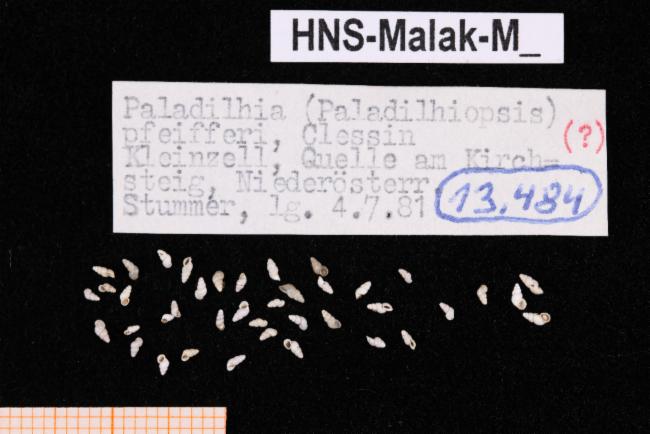 HNS-Malak-M_
Paladilhia (Paladilhiopsis)
pfeifferi, Clessin (?)
Kleinzell, Quelle am Kirch-
steig, Niederösterr.
Stummer, lg. 4.7.81 13.484